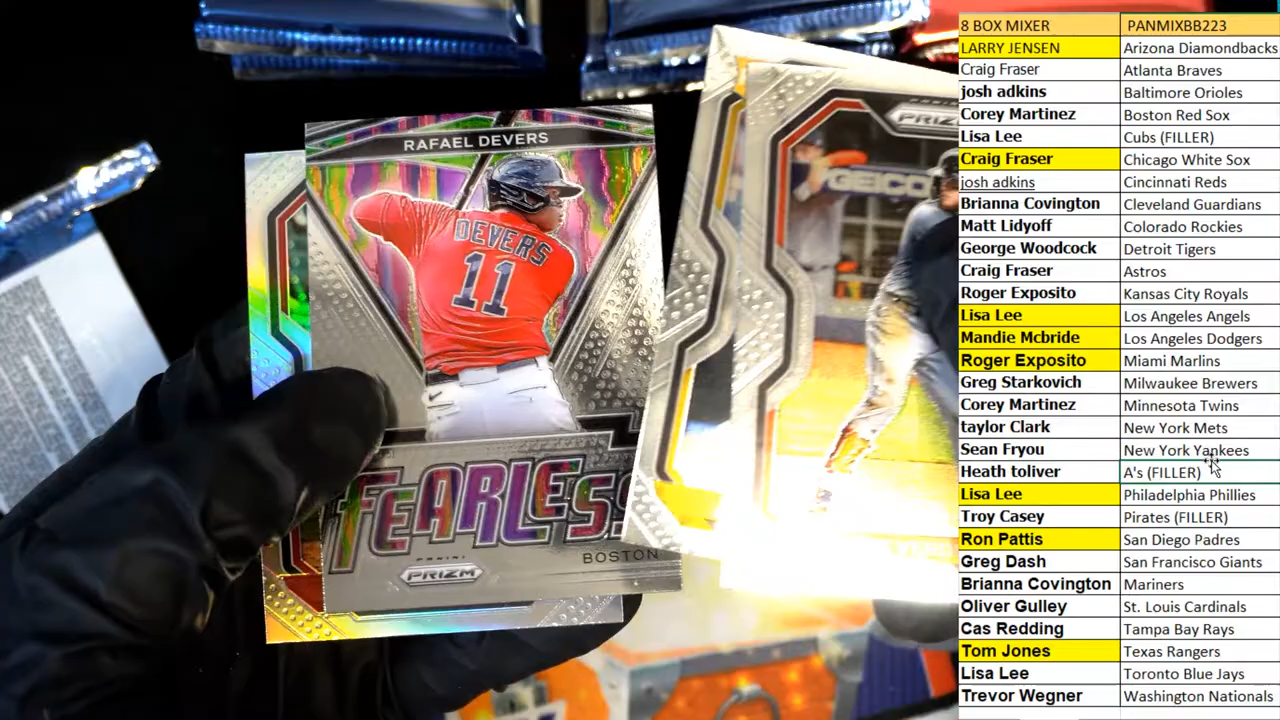 RAFAEL DEVERS
DEVERS
11
FEARLESS
PANINI
PRIZM
BOSTON
GEICO
8 BOX MIXER PANMIXBB223
LARRY JENSEN Arizona Diamondbacks
Craig Fraser Atlanta Braves
josh adkins Baltimore Orioles
Corey Martinez Boston Red Sox
Lisa Lee Cubs (FILLER)
Craig Fraser Chicago White Sox
josh adkins Cincinnati Reds
Brianna Covington Cleveland Guardians
Matt Lidyoff Colorado Rockies
George Woodcock Detroit Tigers
Craig Fraser Astros
Roger Exposito Kansas City Royals
Lisa Lee Los Angeles Angels
Mandie Mcbride Los Angeles Dodgers
Roger Exposito Miami Marlins
Greg Starkovich Milwaukee Brewers
Corey Martinez Minnesota Twins
taylor Clark New York Mets
Sean Fryou New York Yankees
Heath toliver A's (FILLER)
Lisa Lee Philadelphia Phillies
Troy Casey Pirates (FILLER)
Ron Pattis San Diego Padres
Greg Dash San Francisco Giants
Brianna Covington Mariners
Oliver Gulley St. Louis Cardinals
Cas Redding Tampa Bay Rays
Tom Jones Texas Rangers
Lisa Lee Toronto Blue Jays
Trevor Wegner Washington Nationals